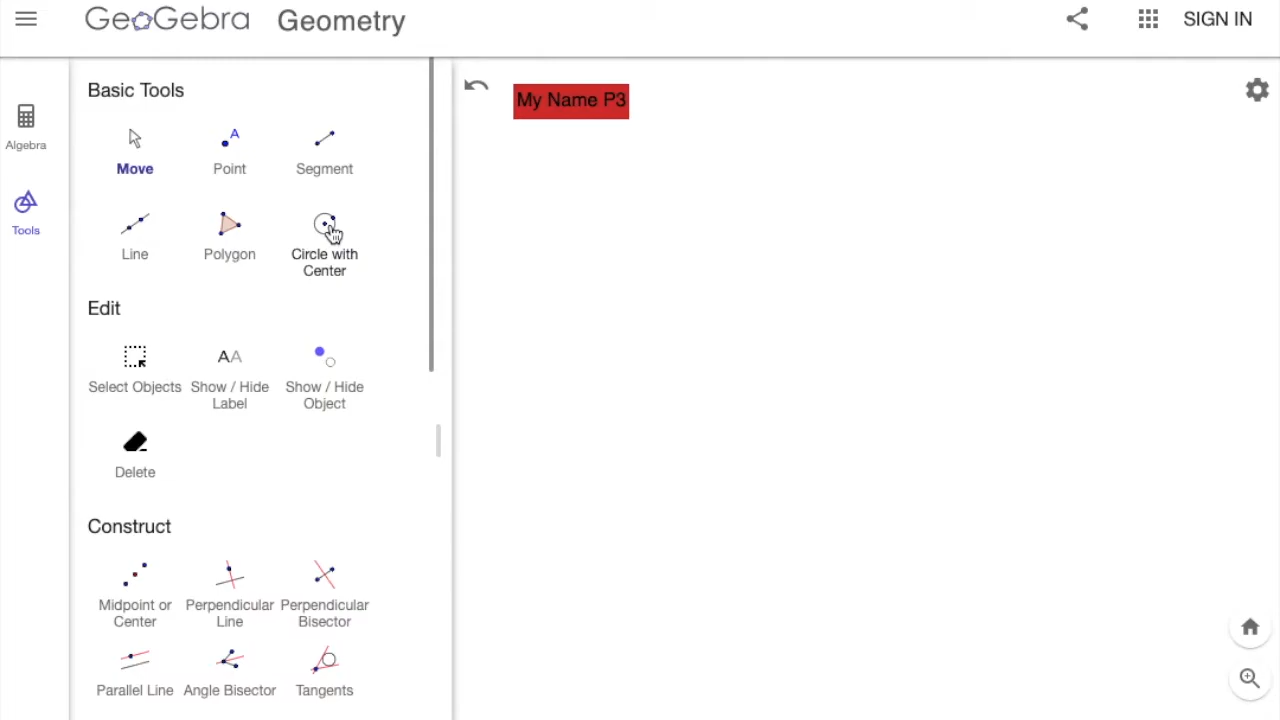 GeoGebra Geometry
SIGN IN
Algebra
Tools
Basic Tools
Move
Point
A
Segment
Line
Polygon
Circle with
Center
Edit
Select Objects
AA
Show / Hide
Label
Show / Hide
Object
Delete
Construct
Midpoint or
Center
Perpendicular
Line
Perpendicular
Bisector
Parallel Line
Angle Bisector
Tangents
My Name P3